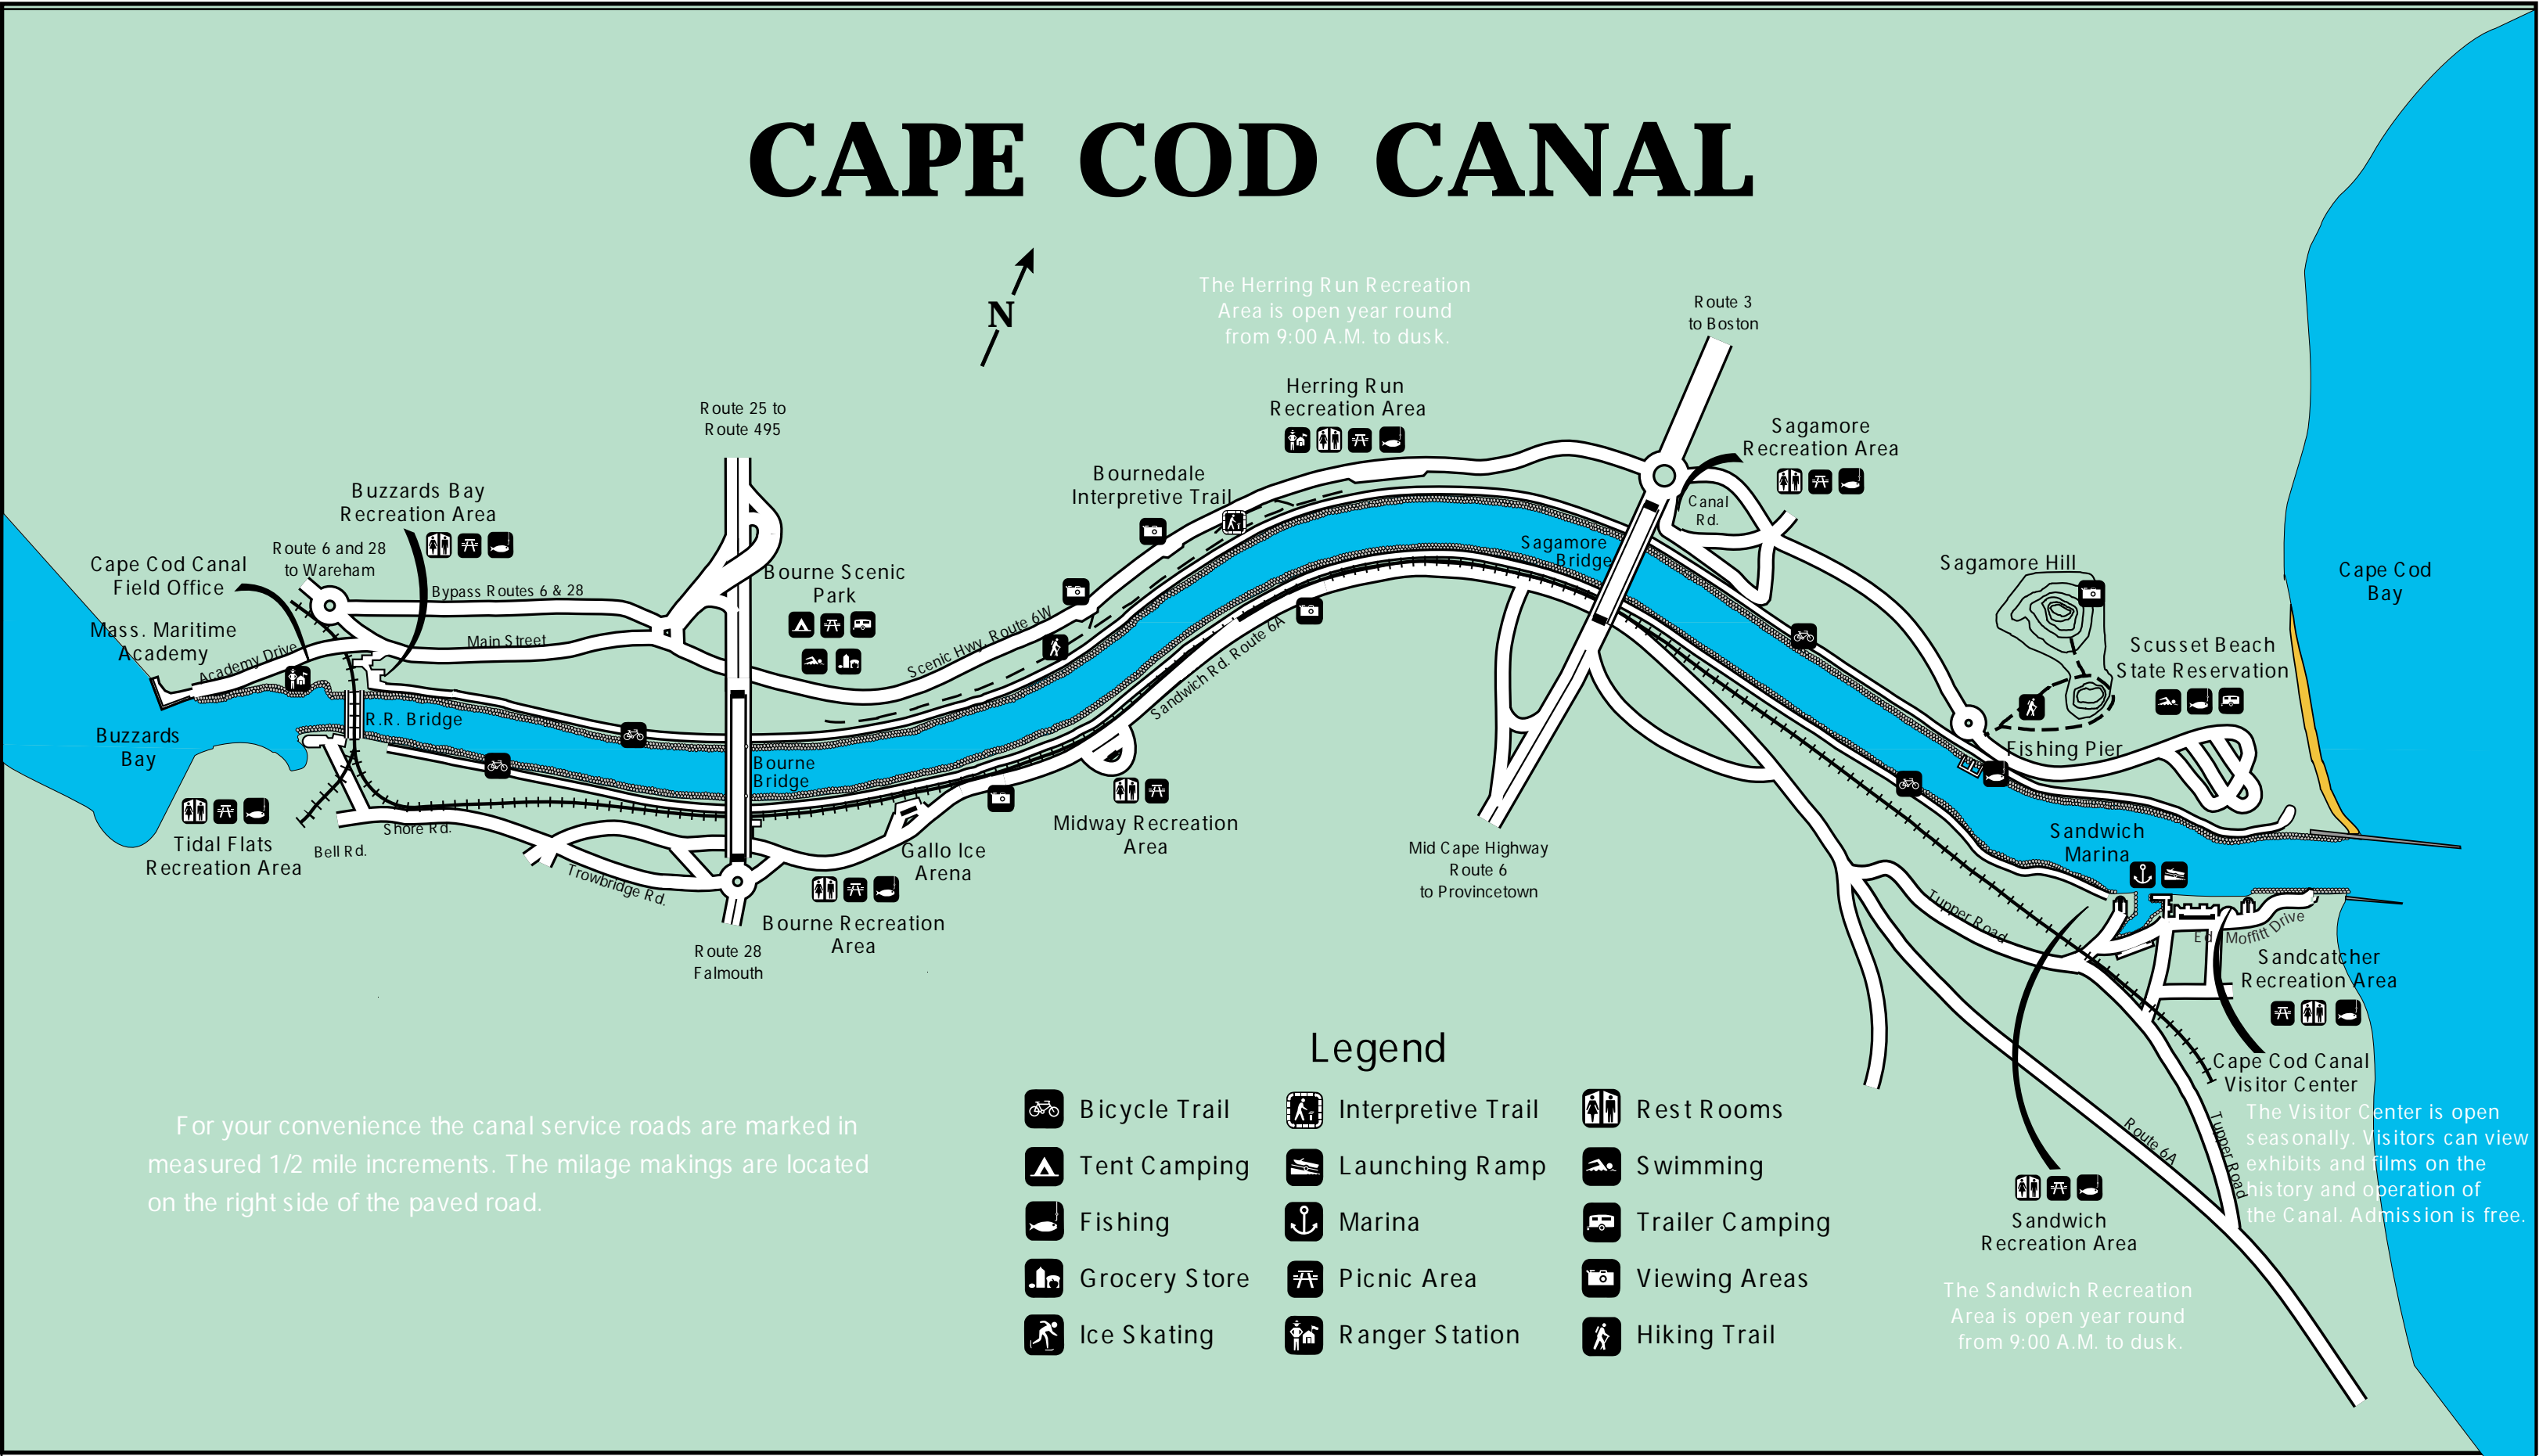 CAPE COD CANAL
N
The Herring Run Recreation
Area is open year round
from 9:00 A.M. to dusk.
Route 3
to Boston
Herring Run
Recreation Area
Route 25 to
Route 495
Sagamore
Recreation Area
Bournedale
Interpretive Trail
Canal
Rd.
Buzzards Bay
Recreation Area
Route 6 and 28
to Wareham
Cape Cod Canal
Field Office
Bypass Routes 6 & 28
Bourne Scenic
Park
Sagamore
Bridge
Sagamore Hill
Cape Cod
Bay
Mass. Maritime
Academy
Academy Drive
Main Street
Scenic Hwy. Route 6W
Sandwich Rd. Route 6A
Scusset Beach
State Reservation
R.R. Bridge
Buzzards
Bay
Bourne
Bridge
Fishing Pier
Tidal Flats
Recreation Area
Shore Rd.
Bell Rd.
Trowbridge Rd.
Gallo Ice
Arena
Midway Recreation
Area
Mid Cape Highway
Route 6
to Provincetown
Sandwich
Marina
Bourne Recreation
Area
Route 28
Falmouth
Tupper Road
Ed Moffitt Drive
Sandcatcher
Recreation Area
Cape Cod Canal
Visitor Center
The Visitor Center is open
seasonally. Visitors can view
exhibits and films on the
history and operation of
the Canal. Admission is free.
Route 6A
Tupper Road
Sandwich
Recreation Area
The Sandwich Recreation
Area is open year round
from 9:00 A.M. to dusk.
For your convenience the canal service roads are marked in
measured 1/2 mile increments. The milage makings are located
on the right side of the paved road.
Legend
Bicycle Trail
Interpretive Trail
Rest Rooms
Tent Camping
Launching Ramp
Swimming
Fishing
Marina
Trailer Camping
Grocery Store
Picnic Area
Viewing Areas
Ice Skating
Ranger Station
Hiking Trail